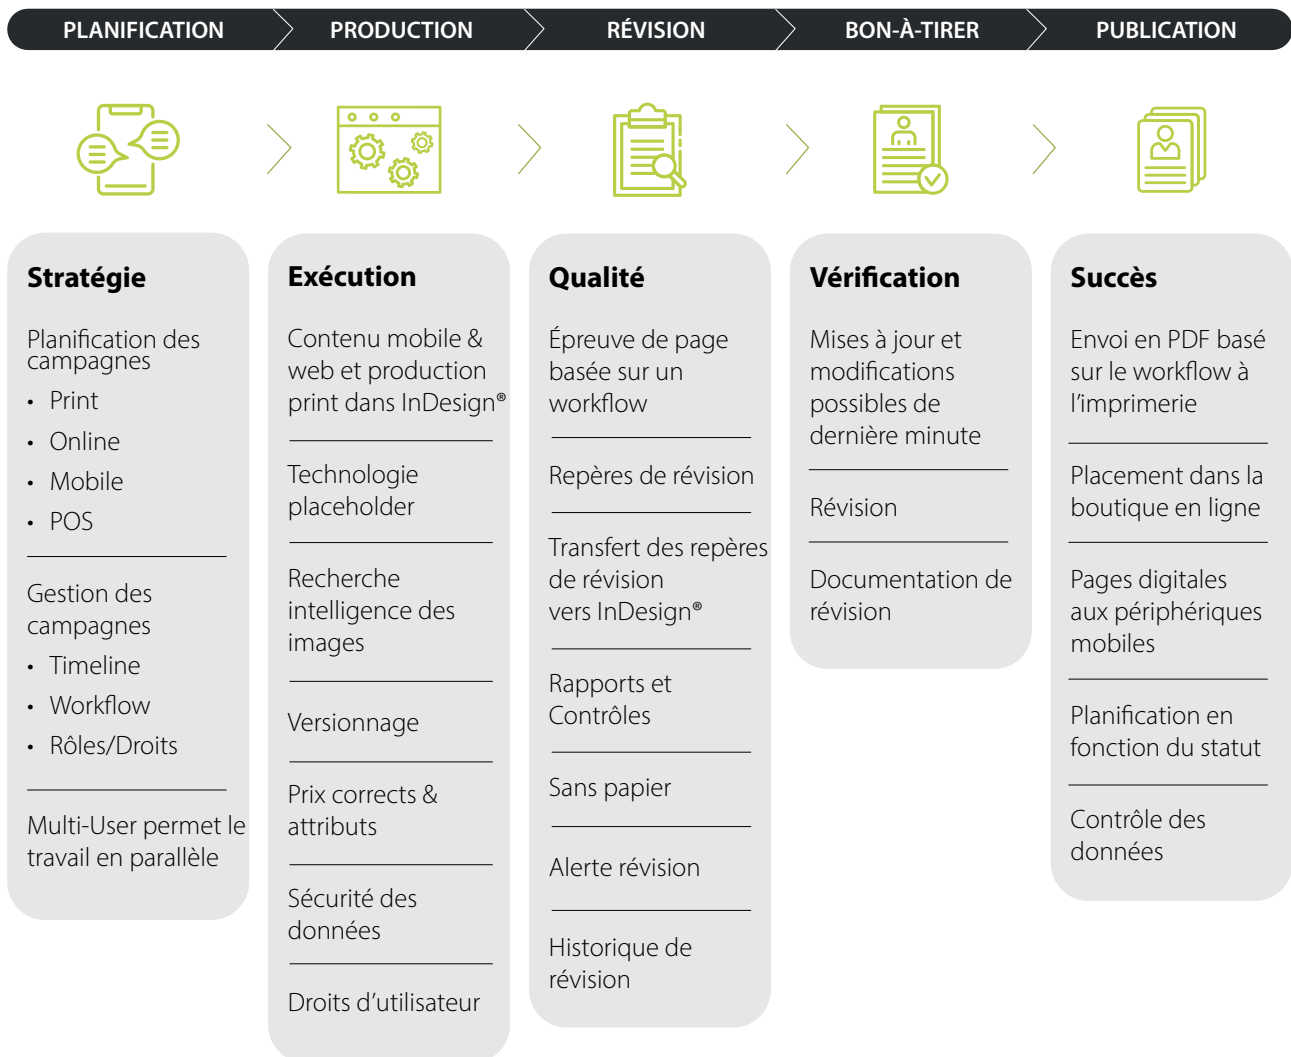 PLANIFICATION
PRODUCTION
RÉVISION
BON-À-TIRER
PUBLICATION
Stratégie
Planification des
campagnes
• Print
• Online
• Mobile
• POS
Gestion des
campagnes
• Timeline
• Workflow
• Rôles/Droits
Multi-User permet le
travail en parallèle
Exécution
Contenu mobile &
web et production
print dans InDesign®
Technologie
placeholder
Recherche
intelligence des
images
Versionnage
Prix corrects &
attributs
Sécurité des
données
Droits d’utilisateur
Qualité
Épreuve de page
basée sur un
workflow
Repères de révision
Transfert des repères
de révision
vers InDesign®
Rapports et
Contrôles
Sans papier
Alerte révision
Historique de
révision
Vérification
Mises à jour et
modifications
possibles de
dernière minute
Révision
Documentation de
révision
Succès
Envoi en PDF basé
sur le workflow à
l’imprimerie
Placement dans la
boutique en ligne
Pages digitales
aux périphériques
mobiles
Planification en
fonction du statut
Contrôle des
données